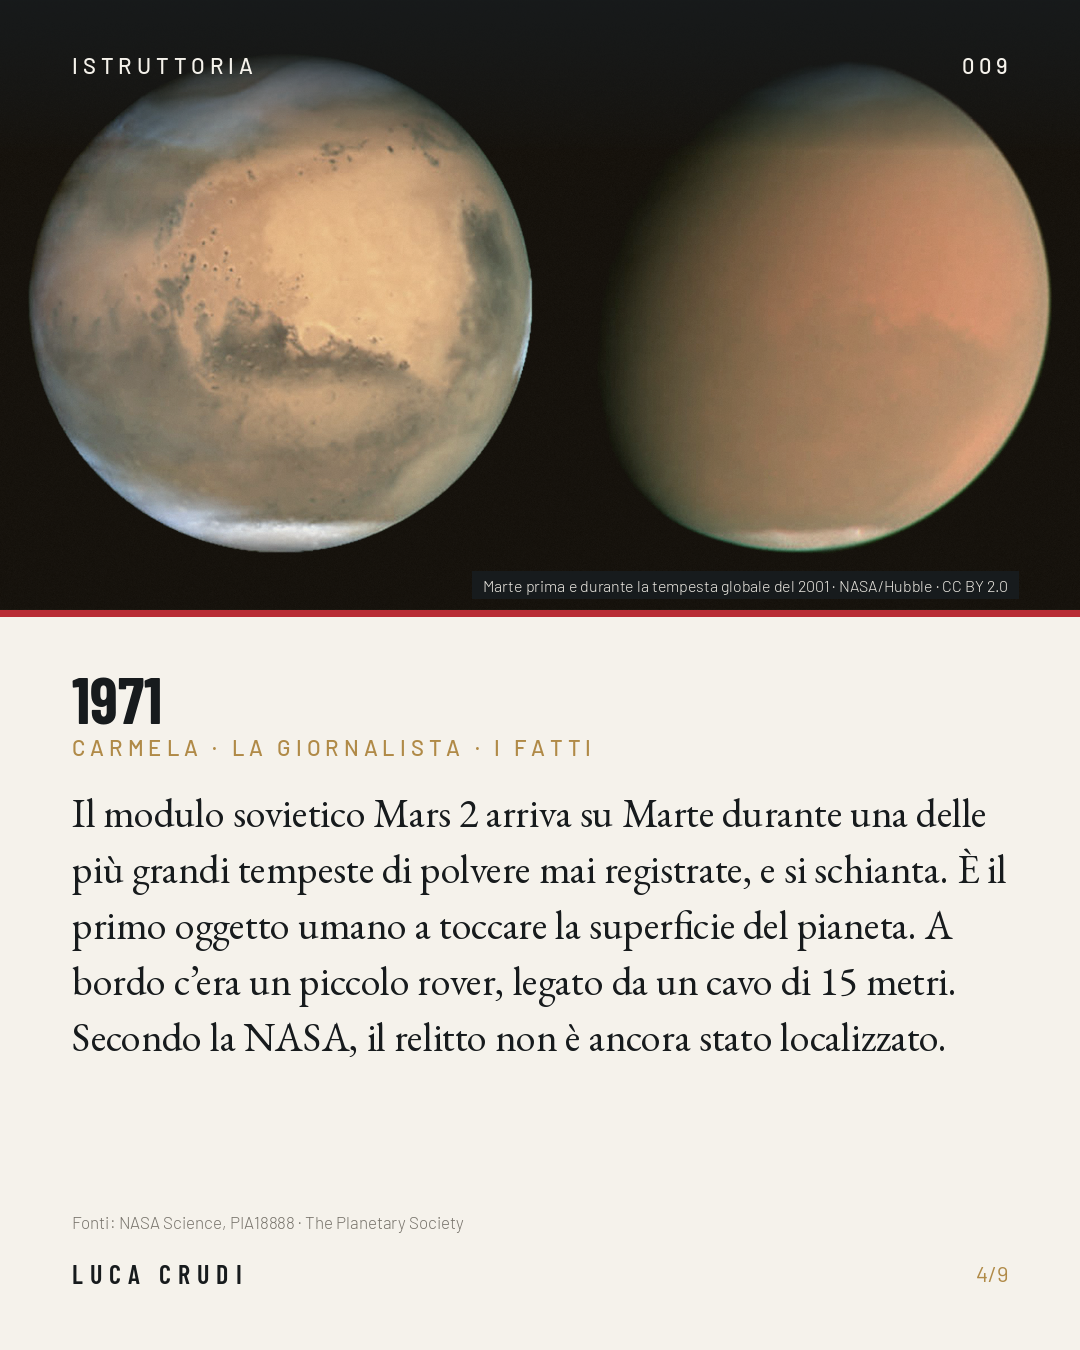 ISTRUTTORIA
009
Marte prima e durante la tempesta globale del 2001 · NASA/Hubble · CC BY 2.0
1971
CARMELA · LA GIORNALISTA · I FATTI
Il modulo sovietico Mars 2 arriva su Marte durante una delle
più grandi tempeste di polvere mai registrate, e si schianta. È il
primo oggetto umano a toccare la superficie del pianeta. A
bordo c’era un piccolo rover, legato da un cavo di 15 metri.
Secondo la NASA, il relitto non è ancora stato localizzato.
Fonti: NASA Science, PIA18888 · The Planetary Society
LUCA CRUDI
4/9